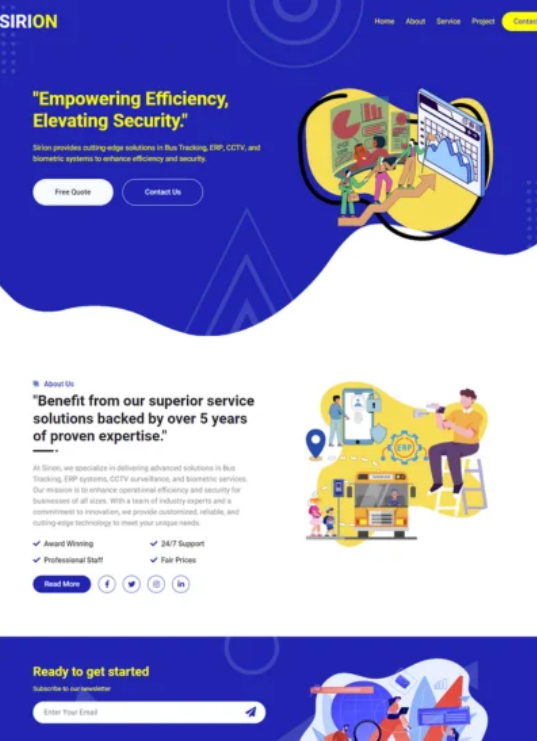 SIRION
Home About Service Project Contact
"Empowering Efficiency,
Elevating Security."
Sirion provides cutting-edge solutions in Bus Tracking, ERP, CCTV, and
biometric systems to enhance efficiency and security.
Free Quote Contact Us
About Us
"Benefit from our superior service
solutions backed by over 5 years
of proven expertise."
At Sirion, we specialize in delivering advanced solutions in Bus
Tracking, ERP systems, CCTV surveillance, and biometric services.
Our mission is to enhance operational efficiency and security for
businesses of all sizes. With a team of industry experts and a
commitment to innovation, we provide customized, reliable, and
cutting-edge technology to meet your unique needs.
Award Winning 24/7 Support
Professional Staff Fair Prices
Read More
ERP
Ready to get started
Subscribe to our newsletter
Enter Your Email